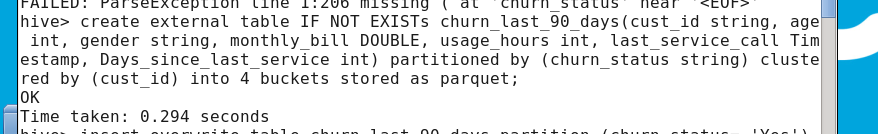 FAILED: ParseException line 1:206 missing ( at 'churn_status' near '<EOF>'
hive> create external table IF NOT EXISTs churn_last_90_days(cust_id string, age
 int, gender string, monthly_bill DOUBLE, usage_hours int, last_service_call Tim
estamp, Days_since_last_service int) partitioned by (churn_status string) cluste
red by (cust_id) into 4 buckets stored as parquet;
OK
Time taken: 0.294 seconds
hive> insert overwrite table churn_last_90_days partition (churn_status= 'Yes')